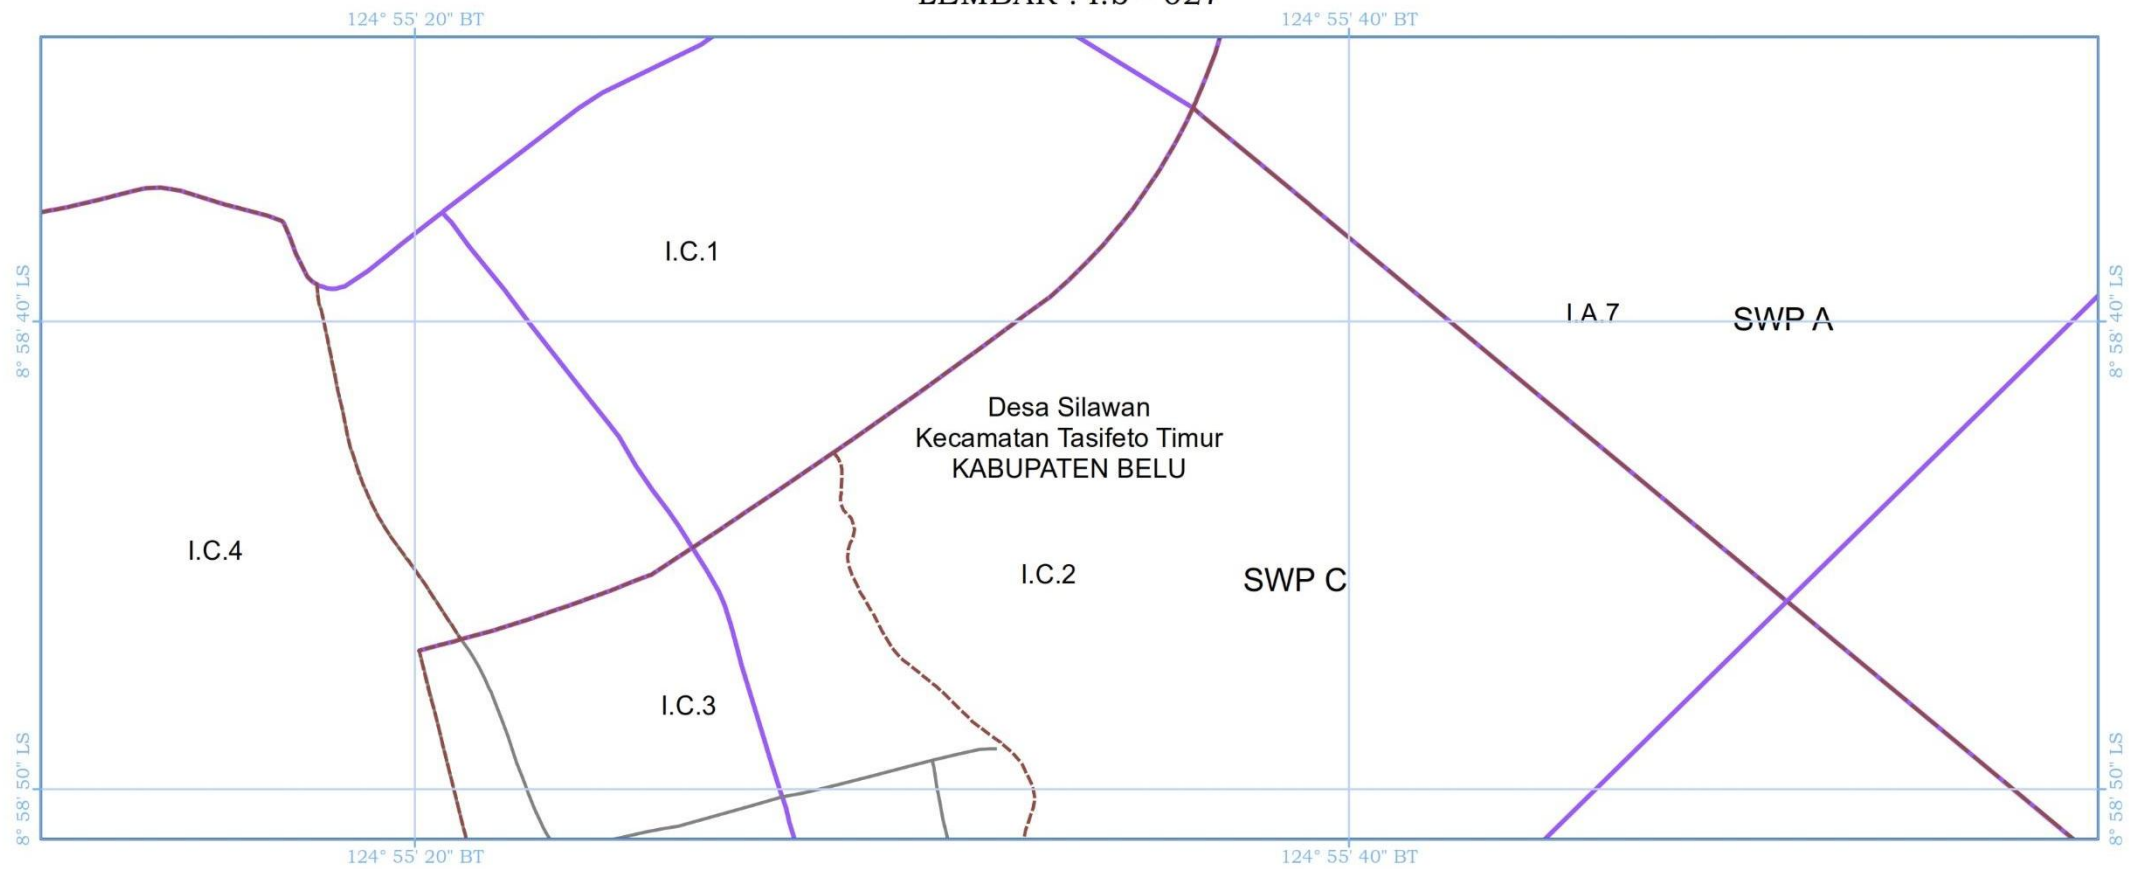 124° 55' 20" BT
124° 55' 40" BT
I.C.1
8° 58' 40" LS
8° 58' 40" LS
I.A.7
SWP A
Desa Silawan
Kecamatan Tasifeto Timur
KABUPATEN BELU
I.C.4
I.C.2
SWP C
I.C.3
8° 58' 50" LS
8° 58' 50" LS
124° 55' 20" BT
124° 55' 40" BT